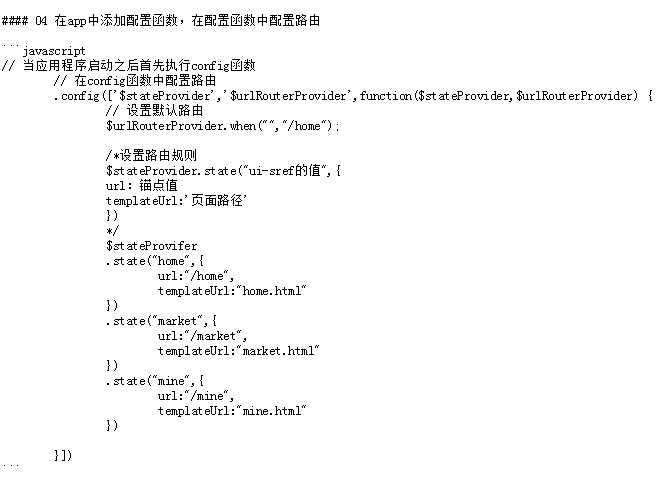 #### 04 在app中添加配置函数，在配置函数中配置路由
```javascript
// 当应用程序启动之后首先执行config函数
// 在config函数中配置路由
.config(['$stateProvider','$urlRouterProvider',function($stateProvider,$urlRouterProvider) {
// 设置默认路由
$urlRouterProvider.when("","/home");
/*设置路由规则
$stateProvider.state("ui-sref的值",{
url: 锚点值
templateUrl:'页面路径'
})
*/
$stateProvifer
.state("home",{
url:"/home",
templateUrl:"home.html"
})
.state("market",{
url:"/market",
templateUrl:"market.html"
})
.state("mine",{
url:"/mine",
templateUrl:"mine.html"
})
}])
```